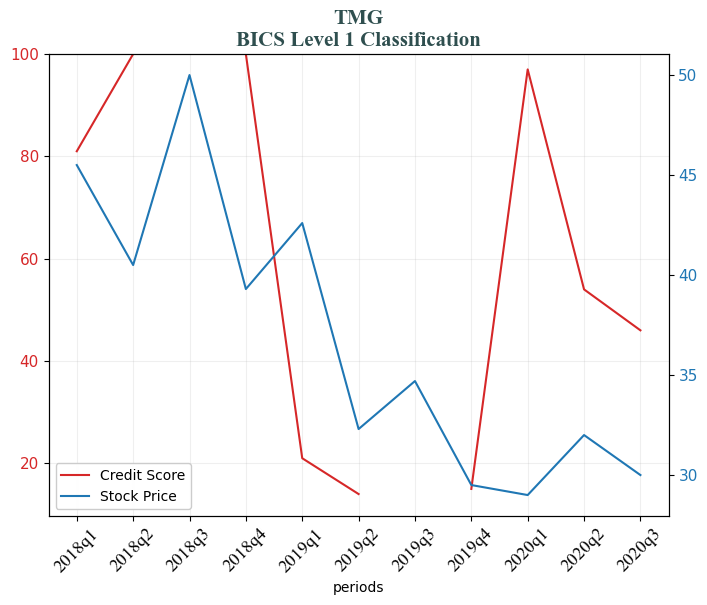 TMG
BICS Level 1 Classification
100
80
60
40
20
50
45
40
35
30
Credit Score
Stock Price
2018q1
2018q2
2018q3
2018q4
2019q1
2019q2
2019q3
2019q4
2020q1
2020q2
2020q3
periods